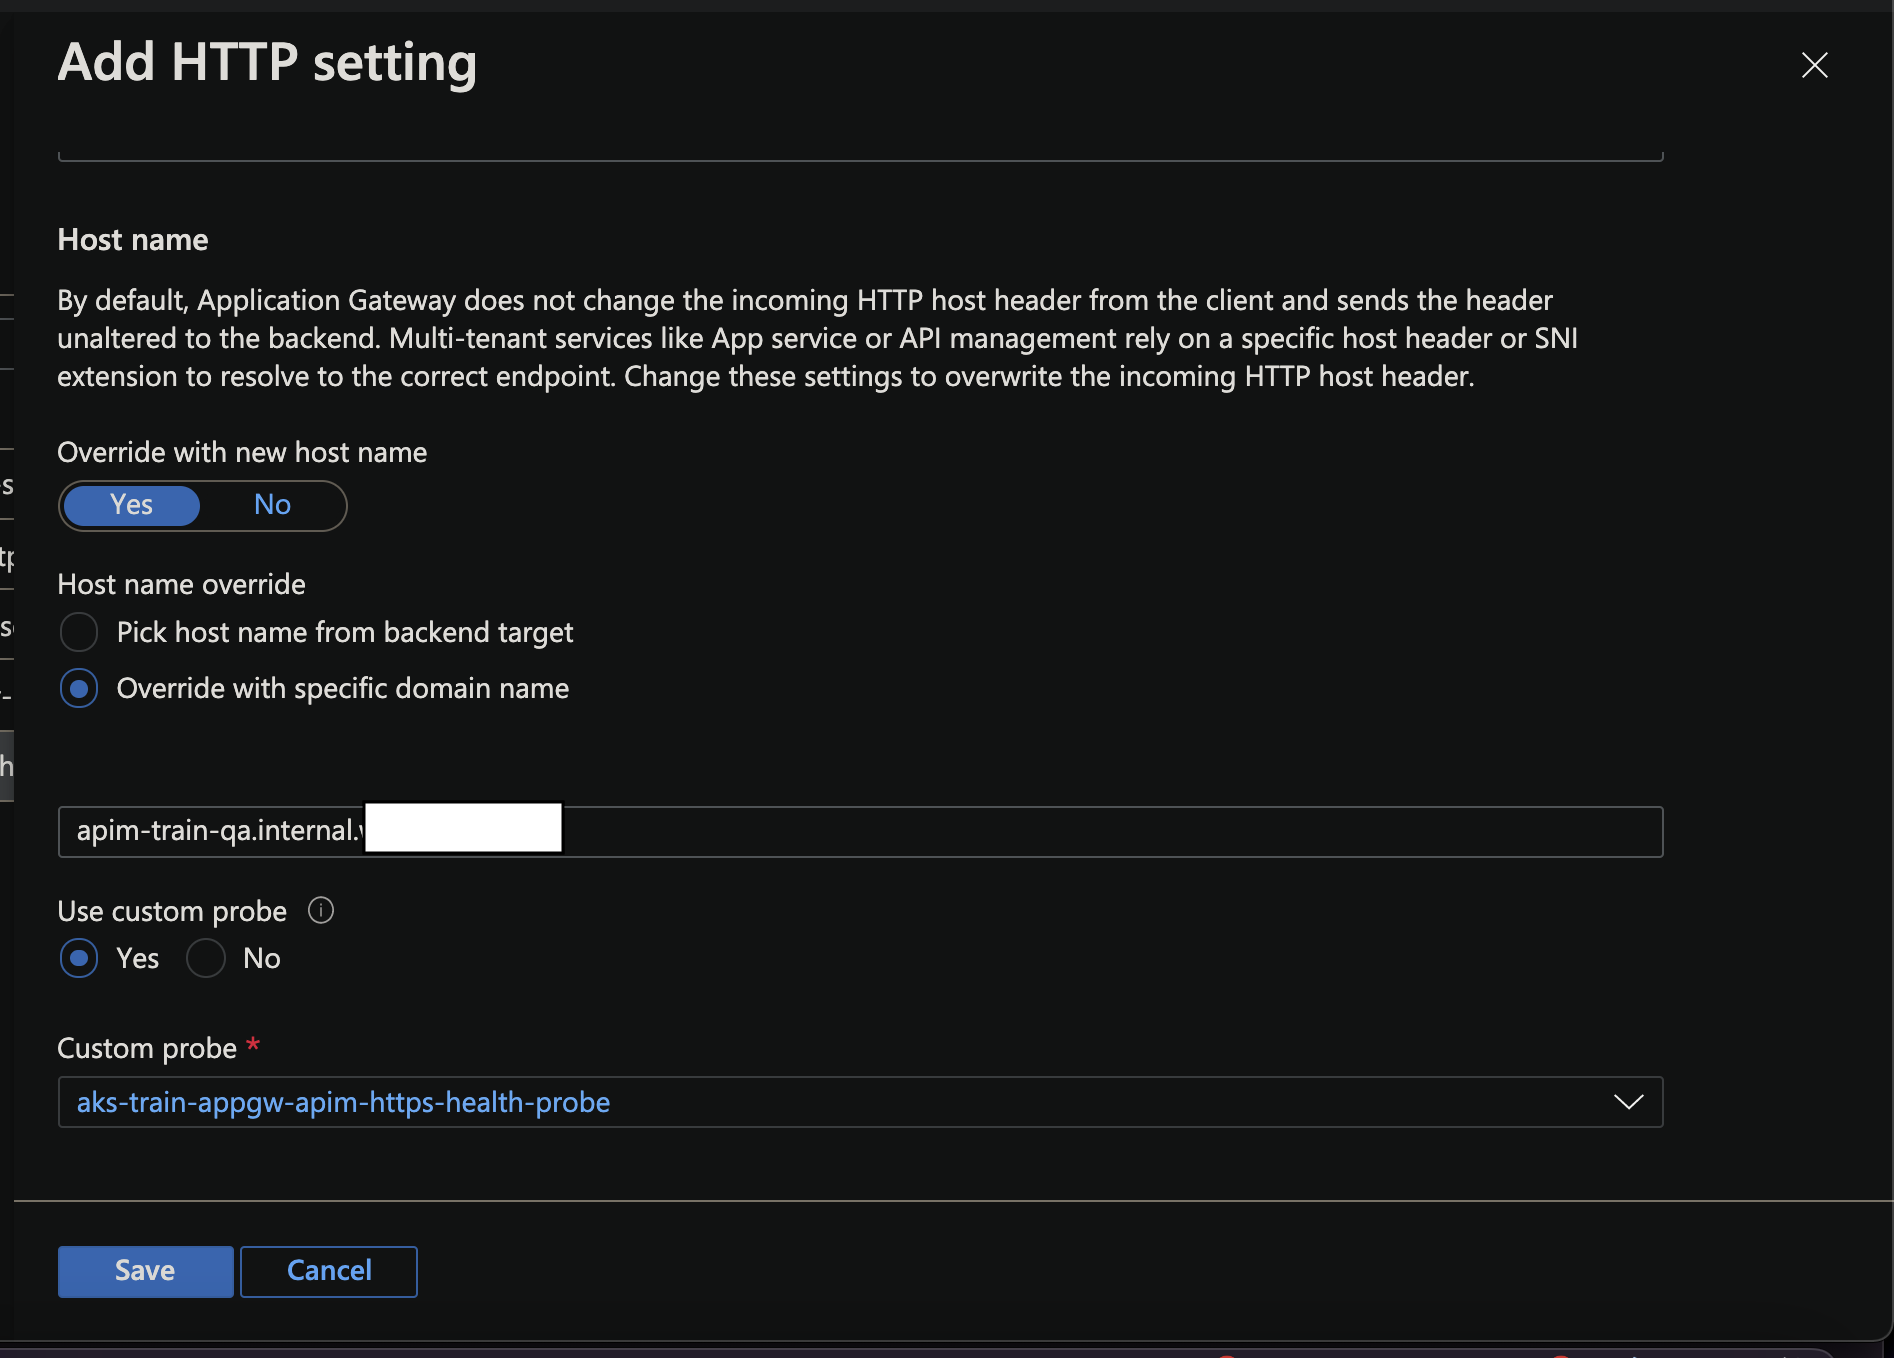 Add HTTP setting
Host name
By default, Application Gateway does not change the incoming HTTP host header from the client and sends the header
unaltered to the backend. Multi-tenant services like App service or API management rely on a specific host header or SNI
extension to resolve to the correct endpoint. Change these settings to overwrite the incoming HTTP host header.
Override with new host name
Yes No
Host name override
Pick host name from backend target
Override with specific domain name
apim-train-qa.internal.
Use custom probe
Yes No
Custom probe *
aks-train-appgw-apim-https-health-probe
Save Cancel